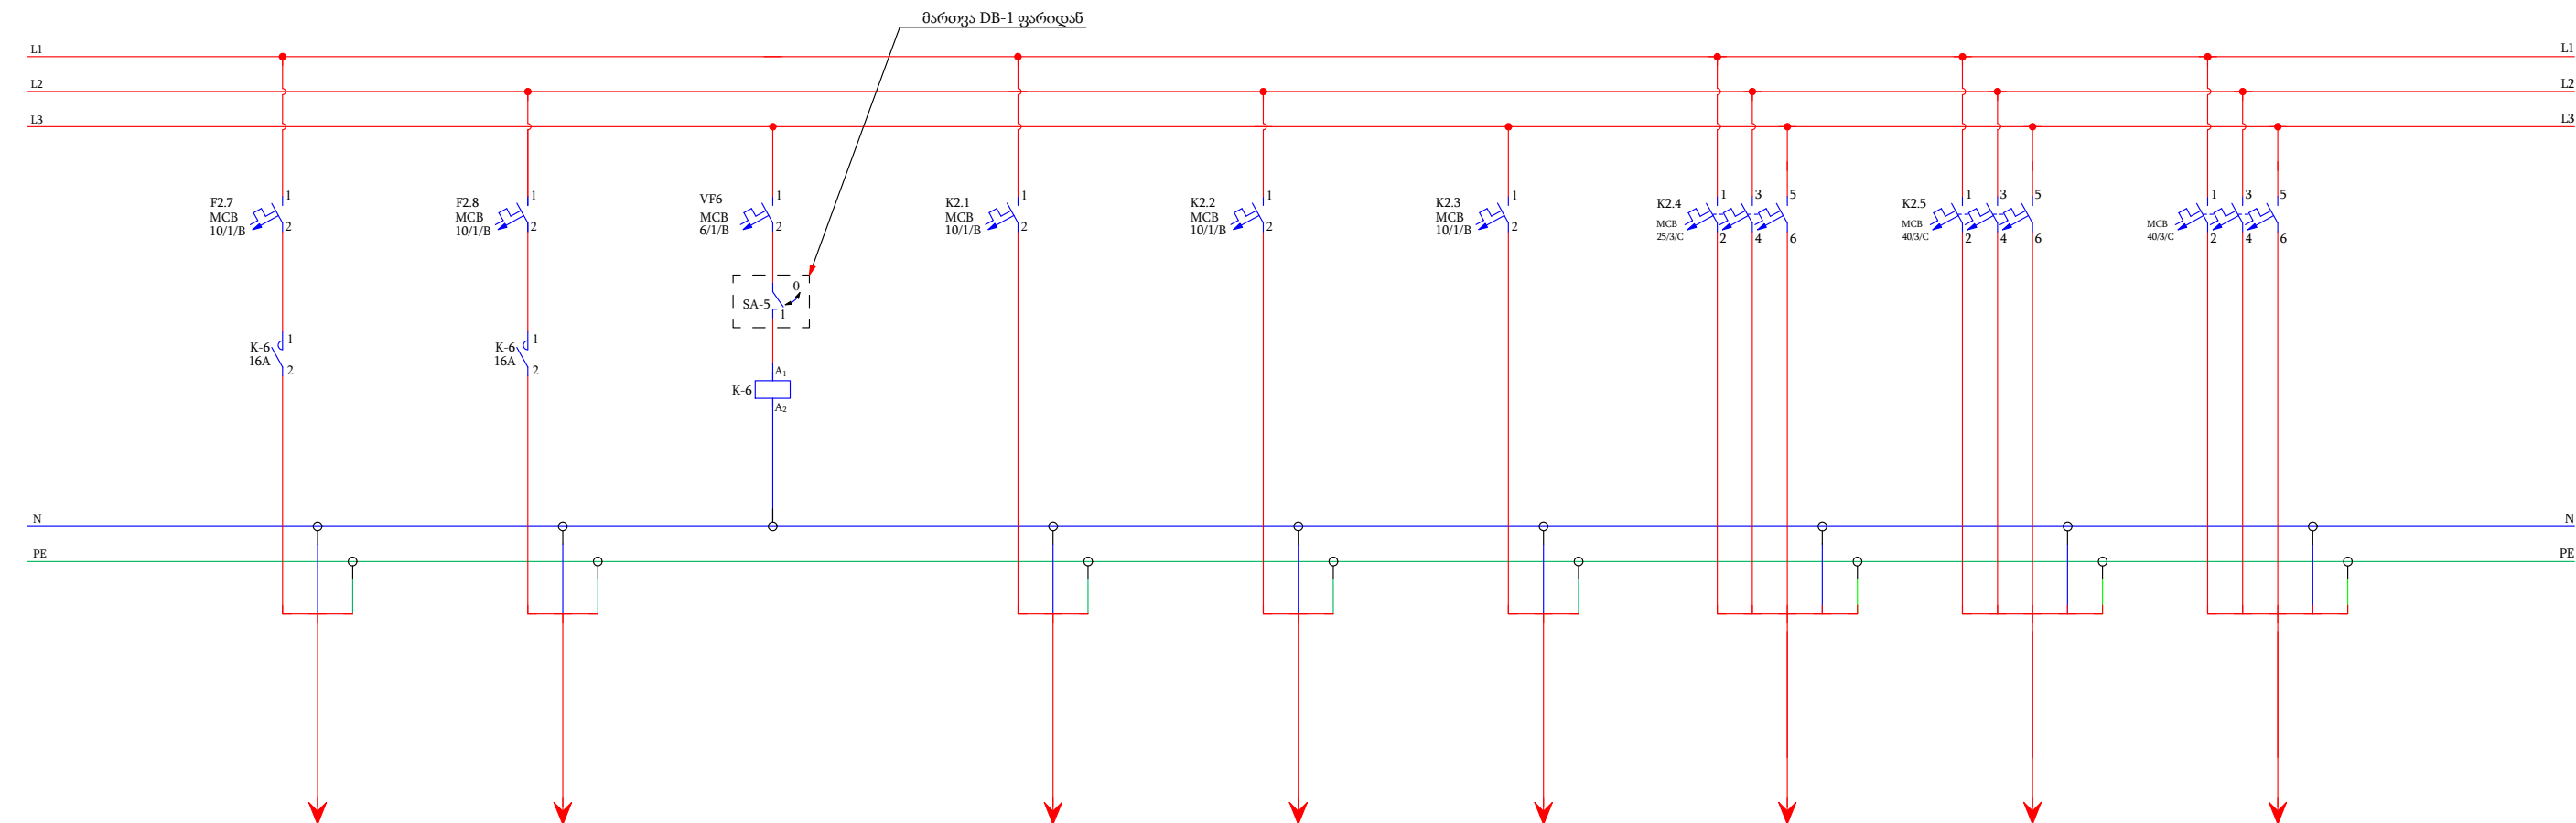 მართვა DB-1 ფარიდან
L1 L1
L2 L2
L3 L3
F2.7
MCB
10/1/B
1
2
F2.8
MCB
10/1/B
1
2
VF6
MCB
6/1/B
1
2
K2.1
MCB
10/1/B
1
2
K2.2
MCB
10/1/B
1
2
K2.3
MCB
10/1/B
1
2
K2.4
MCB
25/3/C
1 3 5
2 4 6
K2.5
MCB
40/3/C
1 3 5
2 4 6
MCB
40/3/C
1 3 5
2 4 6
SA-5
0
1
K-6
16A
1
2
K-6
16A
1
2
A₁
K-6
A₂
N N
PE PE